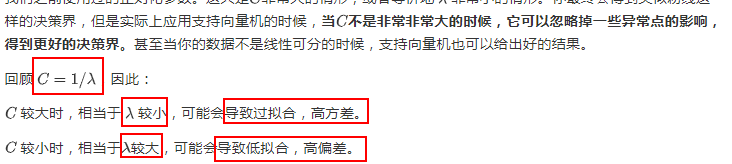 的决策界，但是实际上应用支持向量机的时候，当C不是非常非常大的时候，它可以忽略掉一些异常点的影响，
得到更好的决策界。甚至当你的数据不是线性可分的时候，支持向量机也可以给出好的结果。
回顾 C = 1/λ 因此：
C 较大时，相当于 λ 较小，可能会导致过拟合，高方差。
C 较小时，相当于λ较大，可能会导致低拟合，高偏差。